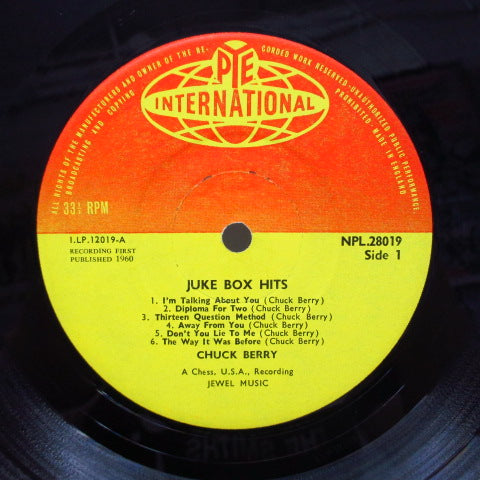 ALL RIGHTS OF THE MANUFACTURERS AND OWNER OF THE RE-CORDED WORK RESERVED-UNAUTHORIZED PUBLIC PERFORMANCE
BROADCASTING AND COPYING PROHIBITED-MADE IN ENGLAND
PYE
INTERNATIONAL
33⅓ RPM
I.LP.12019-A
RECORDING FIRST
PUBLISHED 1960
NPL.28019
Side 1
JUKE BOX HITS
1. I'm Talking About You (Chuck Berry)
2. Diploma For Two (Chuck Berry)
3. Thirteen Question Method (Chuck Berry)
4. Away From You (Chuck Berry)
5. Don't You Lie To Me (Chuck Berry)
6. The Way It Was Before (Chuck Berry)
CHUCK BERRY
A Chess, U.S.A., Recording
JEWEL MUSIC